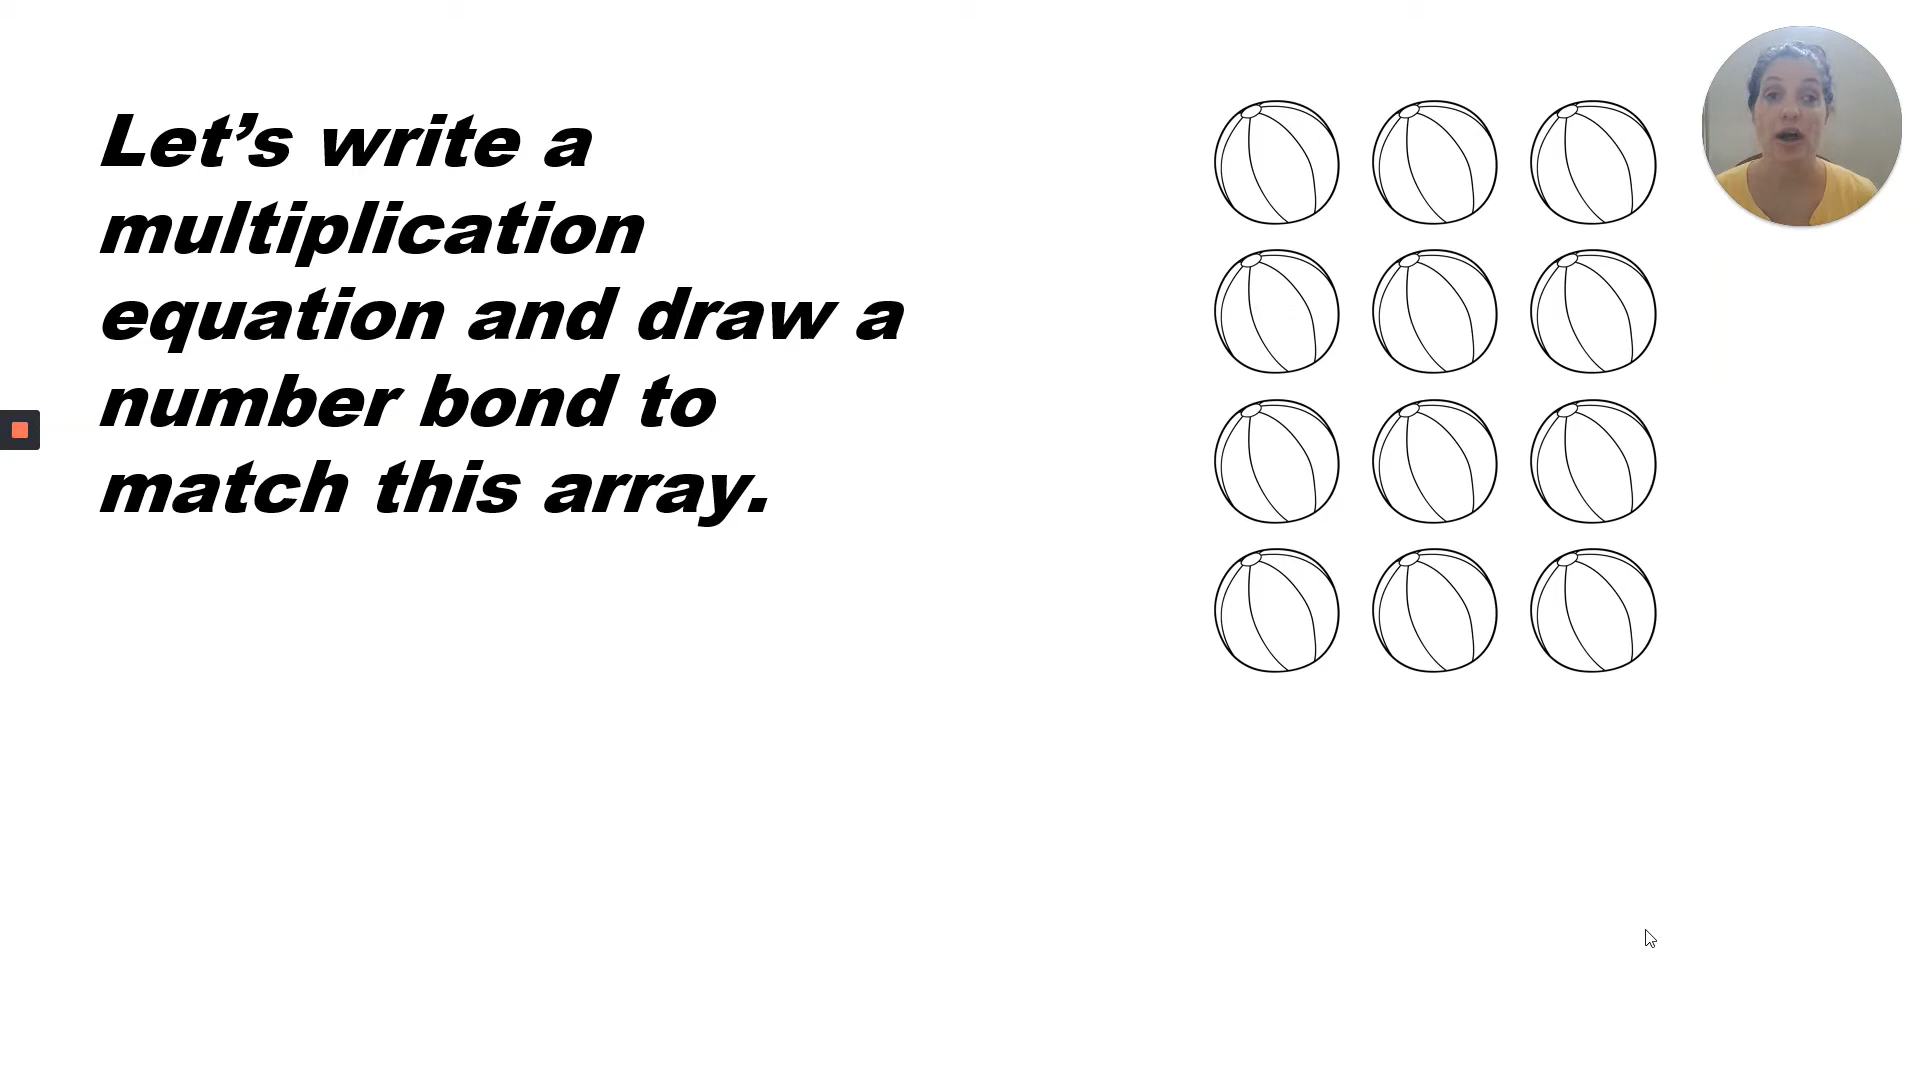 Let’s write a
multiplication
equation and draw a
number bond to
match this array.